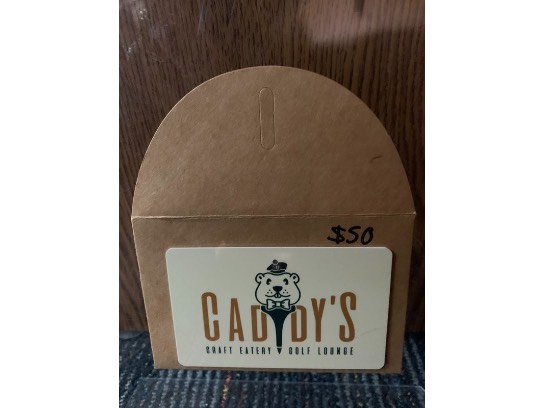 $50
CADDY'S
CRAFT EATERY GOLF LOUNGE